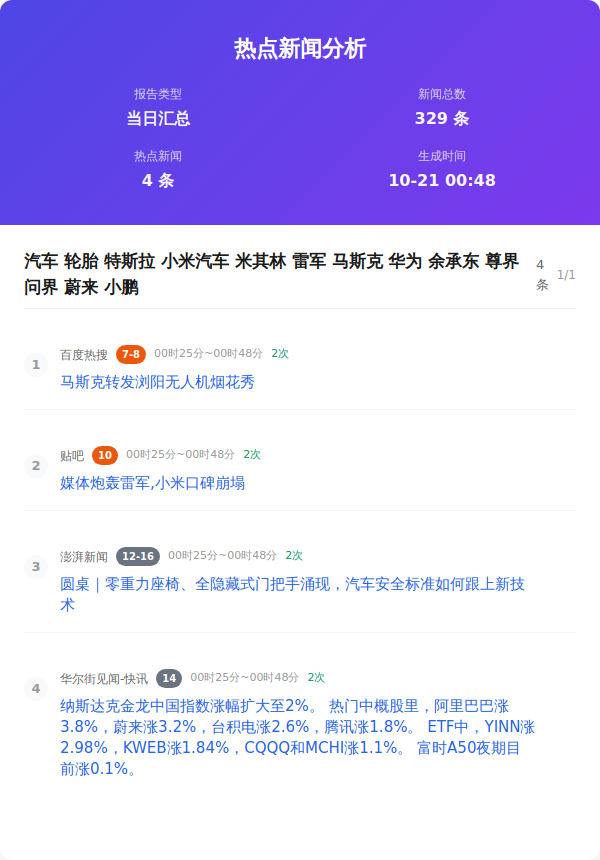 热点新闻分析
报告类型
新闻总数
当日汇总
329 条
热点新闻
生成时间
4 条
10-21 00:48
汽车 轮胎 特斯拉 小米汽车 米其林 雷军 马斯克 华为 余承东 尊界
问界 蔚来 小鹏
4
条
1/1
1
百度热搜 7-8 00时25分~00时48分 2次
马斯克转发浏阳无人机烟花秀
2
贴吧 10 00时25分~00时48分 2次
媒体炮轰雷军,小米口碑崩塌
3
澎湃新闻 12-16 00时25分~00时48分 2次
圆桌｜零重力座椅、全隐藏式门把手涌现，汽车安全标准如何跟上新技
术
4
华尔街见闻-快讯 14 00时25分~00时48分 2次
纳斯达克金龙中国指数涨幅扩大至2%。 热门中概股里，阿里巴巴涨
3.8%，蔚来涨3.2%，台积电涨2.6%，腾讯涨1.8%。 ETF中，YINN涨
2.98%，KWEB涨1.84%，CQQQ和MCHI涨1.1%。 富时A50夜期目
前涨0.1%。